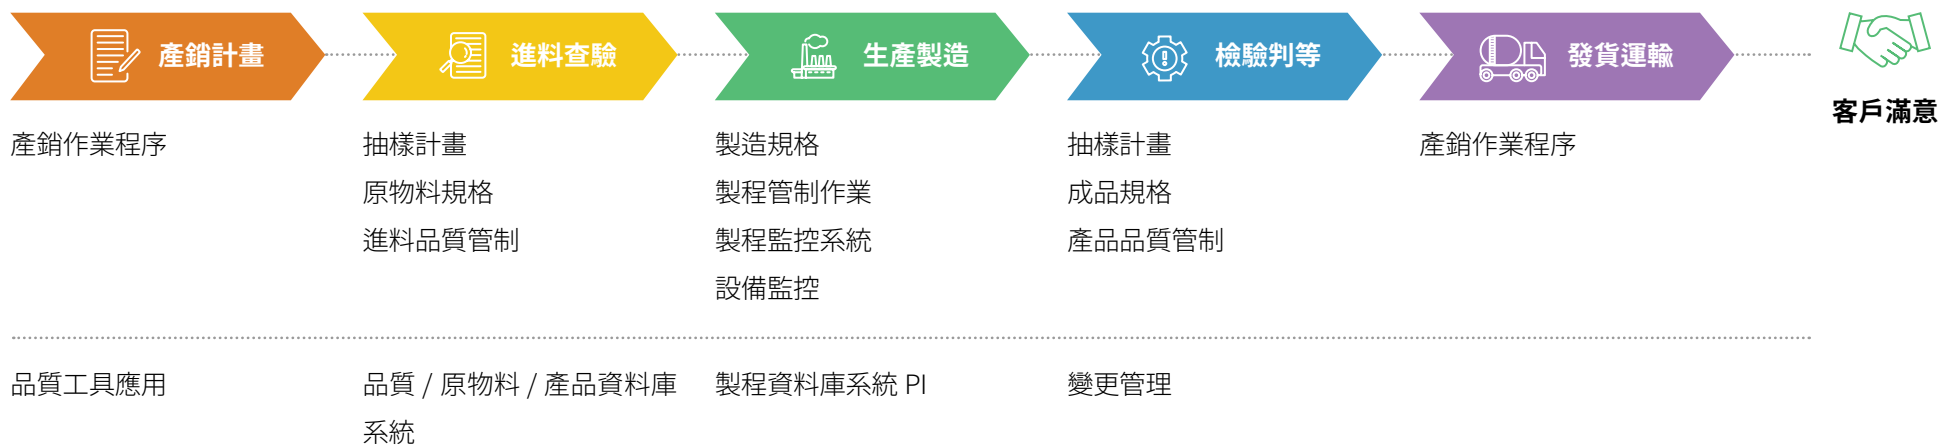 產銷計畫
進料查驗
生產製造
檢驗判等
發貨運輸
客戶滿意
產銷作業程序
抽樣計畫
原物料規格
進料品質管制
製造規格
製程管制作業
製程監控系統
設備監控
抽樣計畫
成品規格
產品品質管制
產銷作業程序
品質工具應用
品質 / 原物料 / 產品資料庫
系統
製程資料庫系統 PI
變更管理